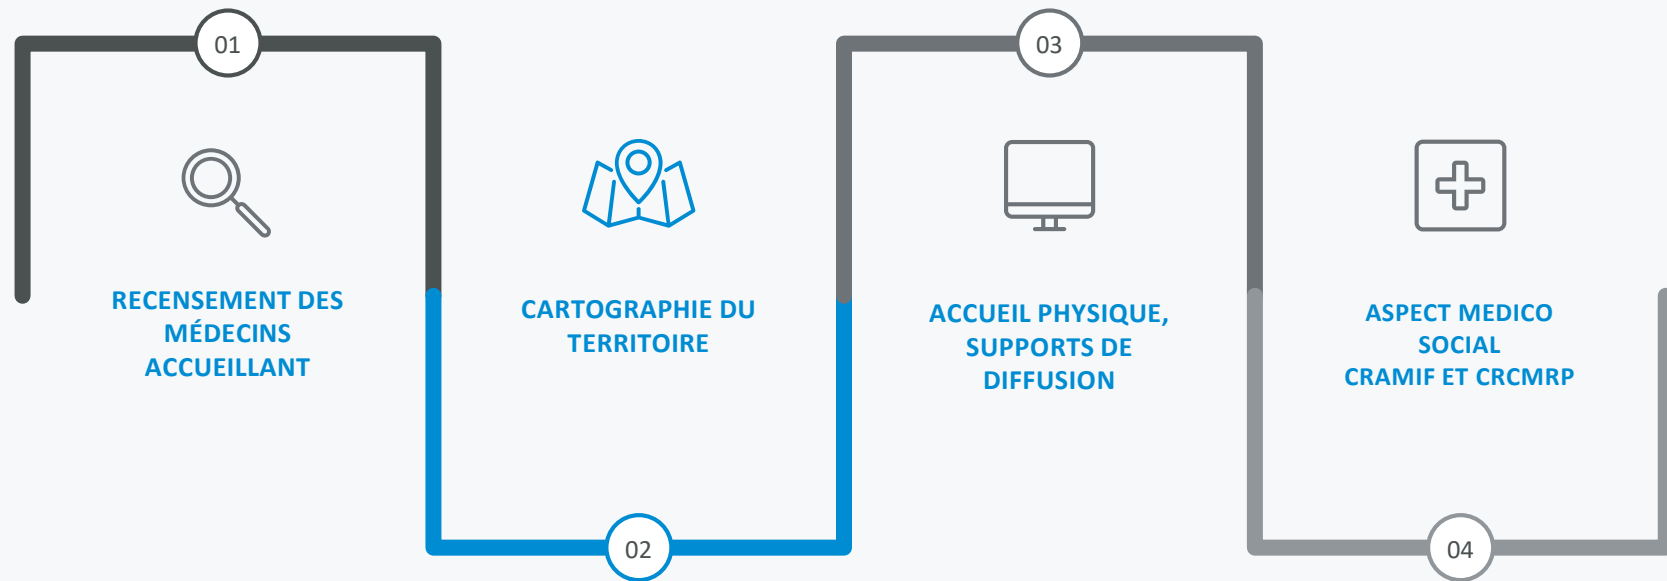 01
RECENSEMENT DES
MÉDECINS
ACCUEILLANT
02
CARTOGRAPHIE DU
TERRITOIRE
03
ACCUEIL PHYSIQUE,
SUPPORTS DE
DIFFUSION
04
ASPECT MEDICO
SOCIAL
CRAMIF ET CRCMRP